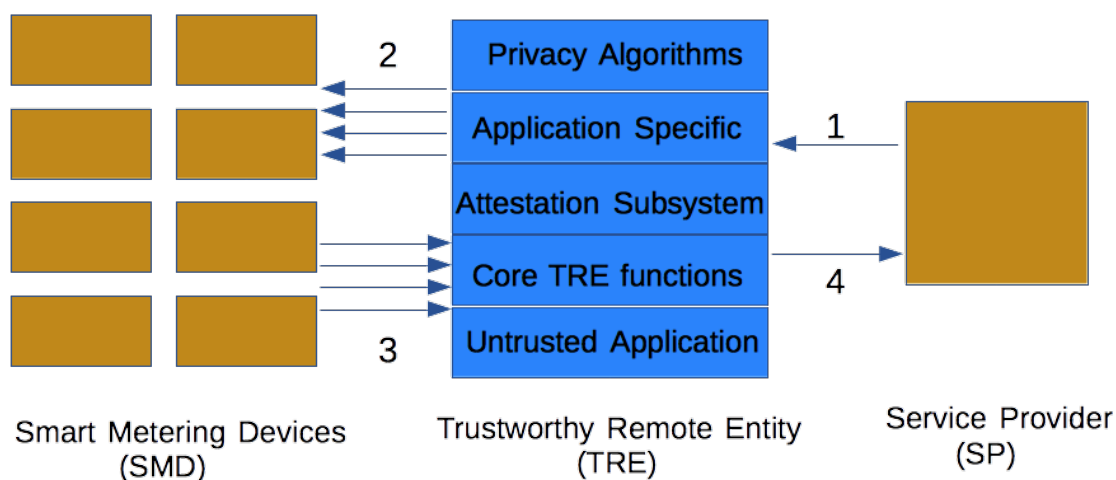 2
Privacy Algorithms
Application Specific
1
Attestation Subsystem
Core TRE functions
4
3
Untrusted Application
Smart Metering Devices
(SMD)
Trustworthy Remote Entity
(TRE)
Service Provider
(SP)